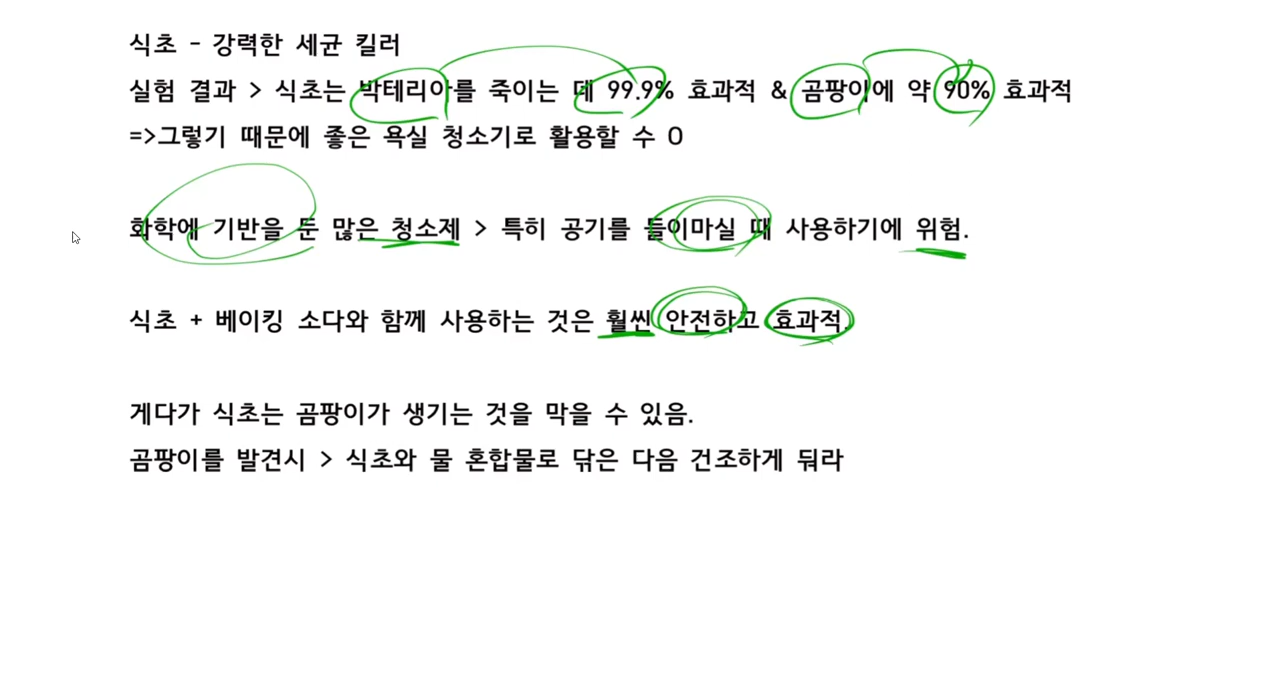 식초 - 강력한 세균 킬러
실험 결과 > 식초는 박테리아를 죽이는 데 99.9% 효과적 & 곰팡이에 약 90% 효과적
=>그렇기 때문에 좋은 욕실 청소기로 활용할 수 O
화학에 기반을 둔 많은 청소제 > 특히 공기를 들이마실 때 사용하기에 위험.
식초 + 베이킹 소다와 함께 사용하는 것은 훨씬 안전하고 효과적.
게다가 식초는 곰팡이가 생기는 것을 막을 수 있음.
곰팡이를 발견시 > 식초와 물 혼합물로 닦은 다음 건조하게 둬라